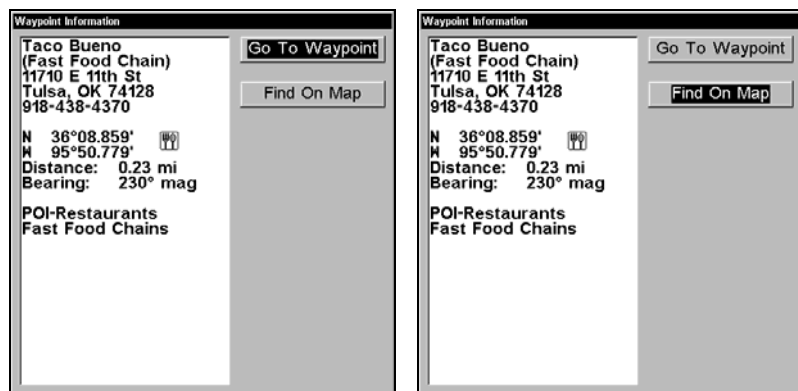 Waypoint Information
Taco Bueno
(Fast Food Chain)
11710 E 11th St
Tulsa, OK 74128
918-438-4370
N 36°08.859'
W 95°50.779'
Distance: 0.23 mi
Bearing: 230° mag
POI-Restaurants
Fast Food Chains
Go To Waypoint
Find On Map
Waypoint Information
Taco Bueno
(Fast Food Chain)
11710 E 11th St
Tulsa, OK 74128
918-438-4370
N 36°08.859'
W 95°50.779'
Distance: 0.23 mi
Bearing: 230° mag
POI-Restaurants
Fast Food Chains
Go To Waypoint
Find On Map